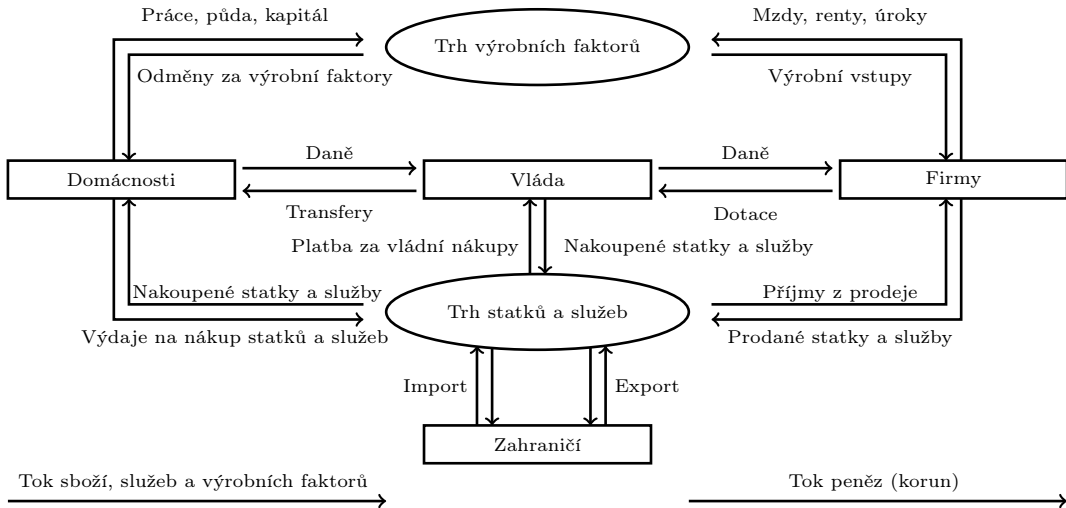 Práce, půda, kapitál
Mzdy, renty, úroky
Trh výrobních faktorů
Odměny za výrobní faktory
Výrobní vstupy
Daně
Daně
Domácnosti
Vláda
Firmy
Transfery
Dotace
Platba za vládní nákupy
Nakoupené statky a služby
Nakoupené statky a služby
Příjmy z prodeje
Trh statků a služeb
Výdaje na nákup statků a služeb
Prodané statky a služby
Import
Export
Zahraničí
Tok sboží, služeb a výrobních faktorů
Tok peněz (korun)